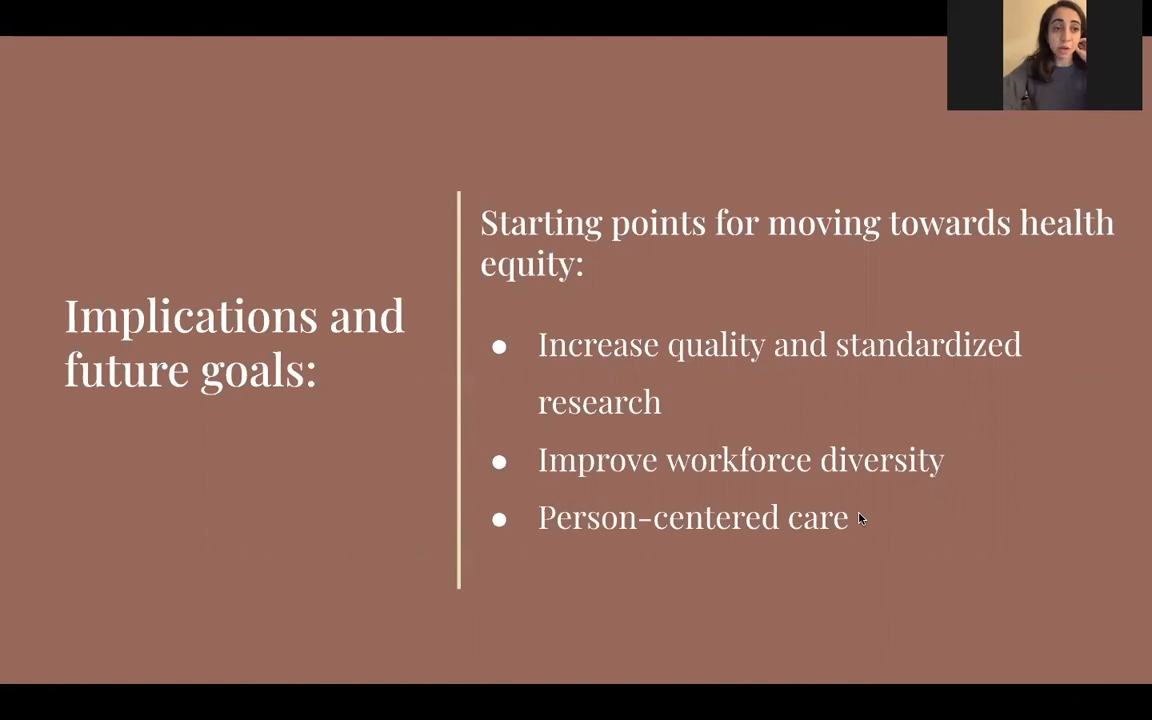 Implications and
future goals:
Starting points for moving towards health
equity:
● Increase quality and standardized
research
● Improve workforce diversity
● Person-centered care